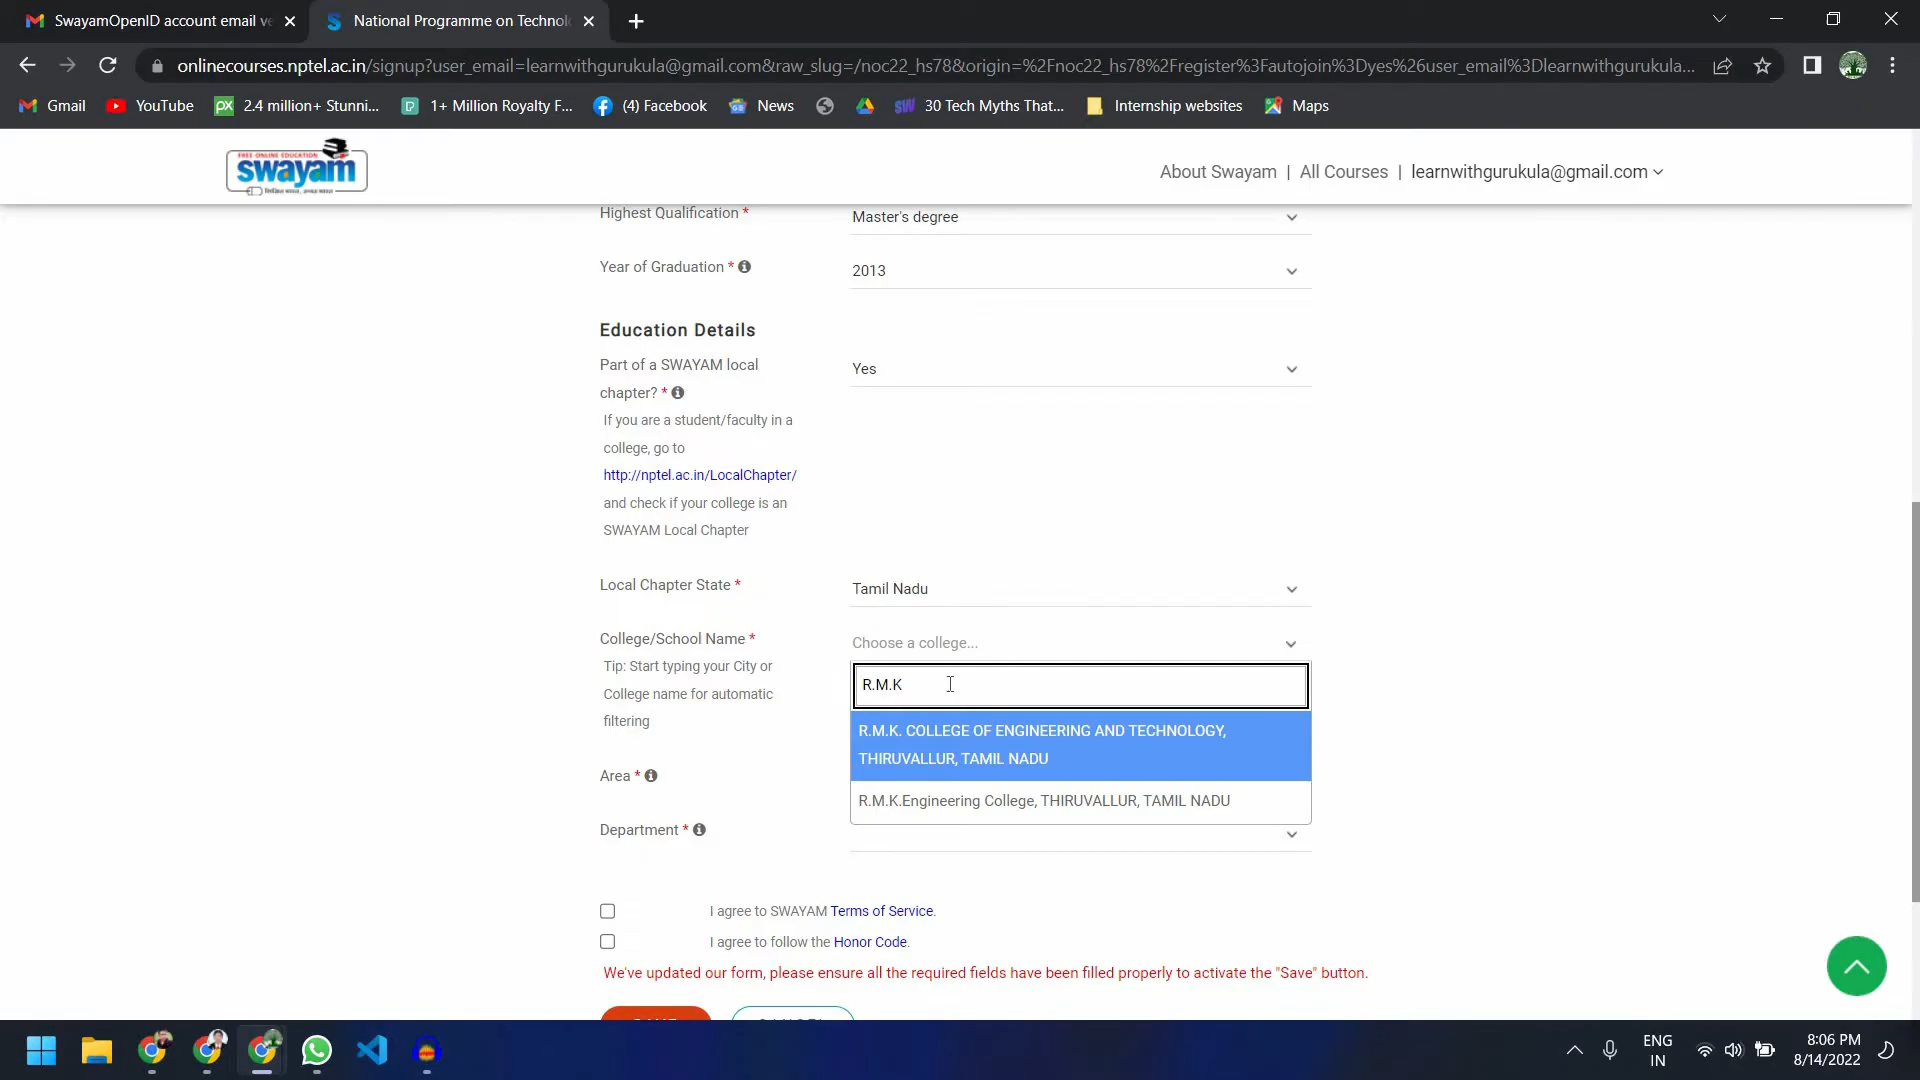 SwayamOpenID account email ve
National Programme on Technol
onlinecourses.nptel.ac.in/signup?user_email=learnwithgurukula@gmail.com&raw_slug=/noc22_hs78&origin=%2Fnoc22_hs78%2Fregister%3Fautojoin%3Dyes%26user_email%3Dlearnwithgurukula...
Gmail
YouTube
2.4 million+ Stunni...
1+ Million Royalty F...
(4) Facebook
News
30 Tech Myths That...
Internship websites
Maps
FREE ONLINE EDUCATION
swayam
About Swayam | All Courses | learnwithgurukula@gmail.com
Highest Qualification *
Master's degree
Year of Graduation *
2013
Education Details
Part of a SWAYAM local
chapter? *
Yes
If you are a student/faculty in a
college, go to
http://nptel.ac.in/LocalChapter/
and check if your college is an
SWAYAM Local Chapter
Local Chapter State *
Tamil Nadu
College/School Name *
Choose a college...
Tip: Start typing your City or
College name for automatic
filtering
R.M.K
R.M.K. COLLEGE OF ENGINEERING AND TECHNOLOGY,
THIRUVALLUR, TAMIL NADU
R.M.K.Engineering College, THIRUVALLUR, TAMIL NADU
Area *
Department *
I agree to SWAYAM Terms of Service.
I agree to follow the Honor Code.
We've updated our form, please ensure all the required fields have been filled properly to activate the "Save" button.
ENG
IN
8:06 PM
8/14/2022